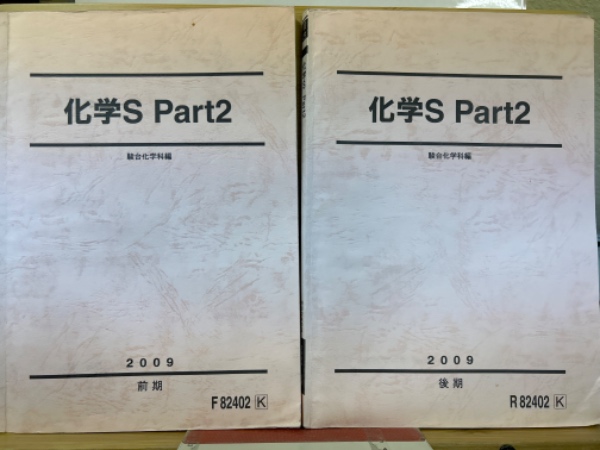 化学S Part2
駿台化学科編
2009
前期
F 82402 K
化学S Part2
駿台化学科編
2009
後期
R 82402 K